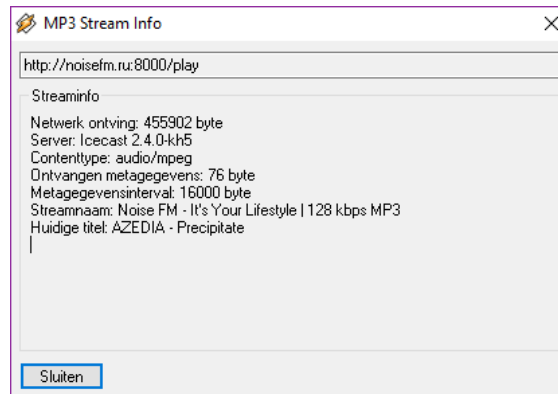 MP3 Stream Info
http://noisefm.ru:8000/play
Streaminfo
Netwerk ontving: 455902 byte
Server: Icecast 2.4.0-kh5
Contenttype: audio/mpeg
Ontvangen metagegevens: 76 byte
Metagegevensinterval: 16000 byte
Streamnaam: Noise FM - It's Your Lifestyle | 128 kbps MP3
Huidige titel: AZEDIA - Precipitate
Sluiten